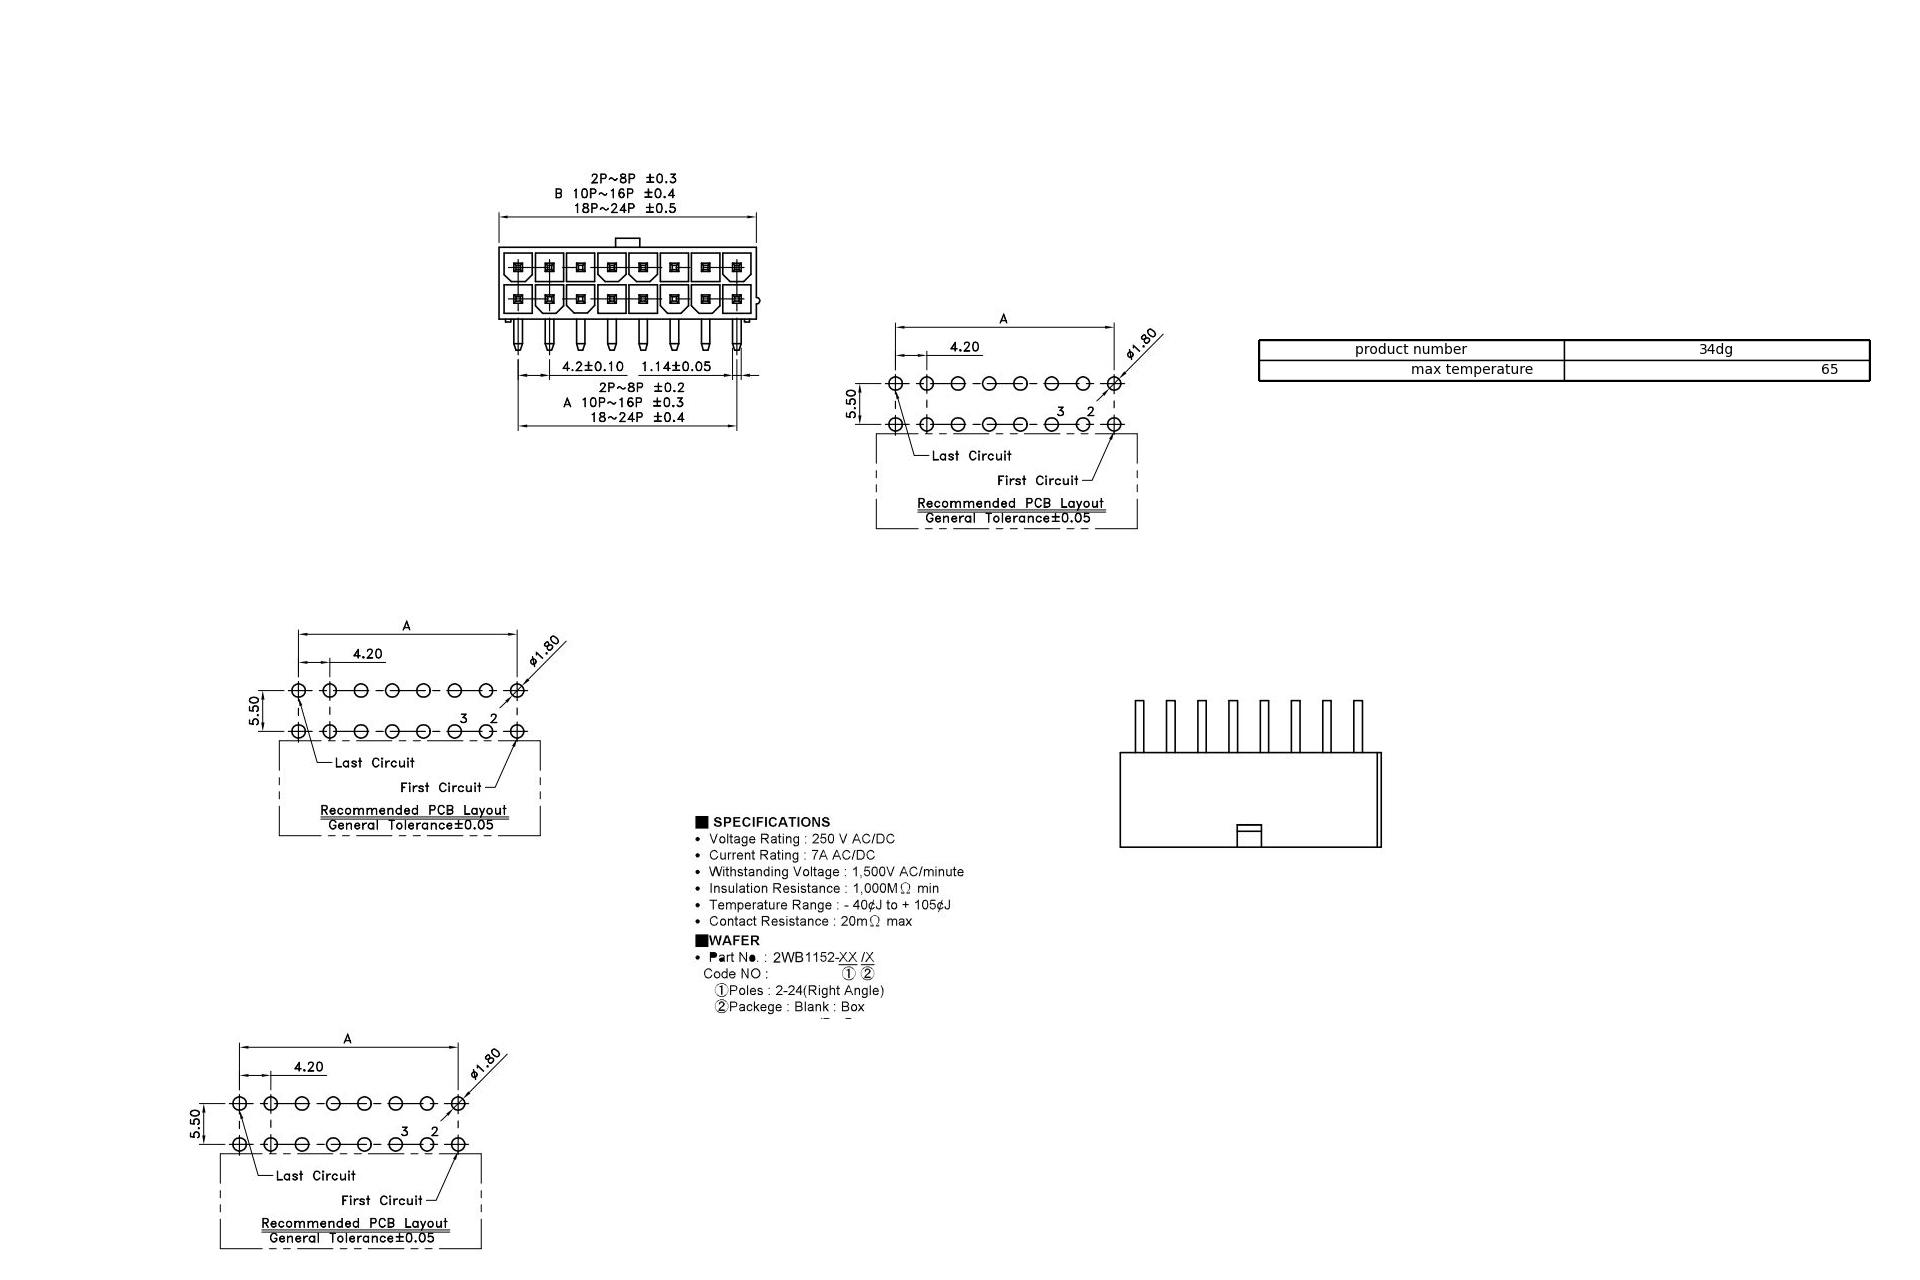 2P~8P ±0.3
B 10P~16P ±0.4
18P~24P ±0.5
4.2±0.10 1.14±0.05
2P~8P ±0.2
A 10P~16P ±0.3
18~24P ±0.4
A
4.20
ø1.80
5.50
3 2
Last Circuit
First Circuit
Recommended PCB Layout
General Tolerance±0.05
product number 34dg
max temperature 65
A
4.20
ø1.80
5.50
3 2
Last Circuit
First Circuit
Recommended PCB Layout
General Tolerance±0.05
■ SPECIFICATIONS
• Voltage Rating : 250 V AC/DC
• Current Rating : 7A AC/DC
• Withstanding Voltage : 1,500V AC/minute
• Insulation Resistance : 1,000MΩ min
• Temperature Range : - 40¢J to + 105¢J
• Contact Resistance : 20mΩ max
■WAFER
• Part No. : 2WB1152-XX /X
Code NO : ① ②
①Poles : 2-24(Right Angle)
②Packege : Blank : Box
A
4.20
ø1.80
5.50
3 2
Last Circuit
First Circuit
Recommended PCB Layout
General Tolerance±0.05